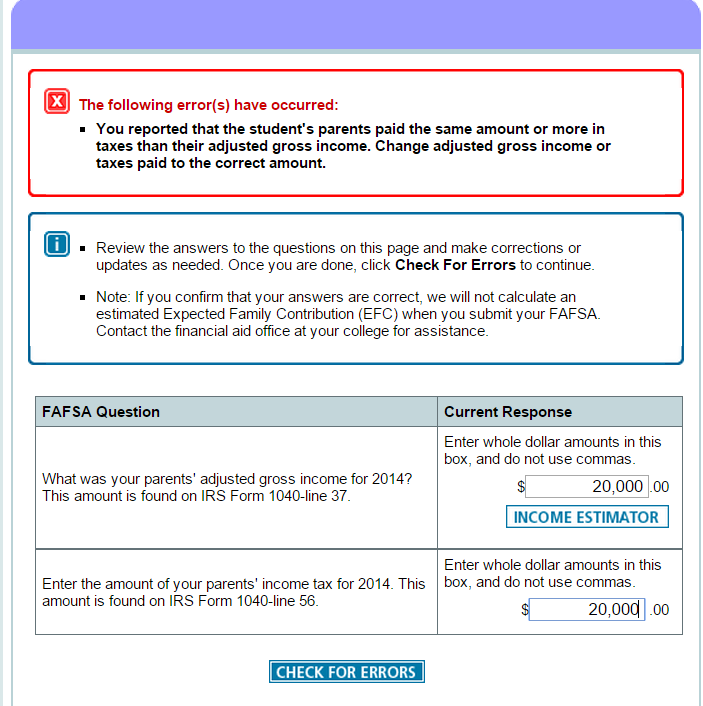 X
The following error(s) have occurred:
▪ You reported that the student's parents paid the same amount or more in
taxes than their adjusted gross income. Change adjusted gross income or
taxes paid to the correct amount.
i
▪ Review the answers to the questions on this page and make corrections or
updates as needed. Once you are done, click Check For Errors to continue.
▪ Note: If you confirm that your answers are correct, we will not calculate an
estimated Expected Family Contribution (EFC) when you submit your FAFSA.
Contact the financial aid office at your college for assistance.
FAFSA Question
Current Response
What was your parents' adjusted gross income for 2014?
This amount is found on IRS Form 1040-line 37.
Enter whole dollar amounts in this
box, and do not use commas.
$ 20,000 .00
INCOME ESTIMATOR
Enter the amount of your parents' income tax for 2014. This
amount is found on IRS Form 1040-line 56.
Enter whole dollar amounts in this
box, and do not use commas.
$ 20,000 .00
CHECK FOR ERRORS